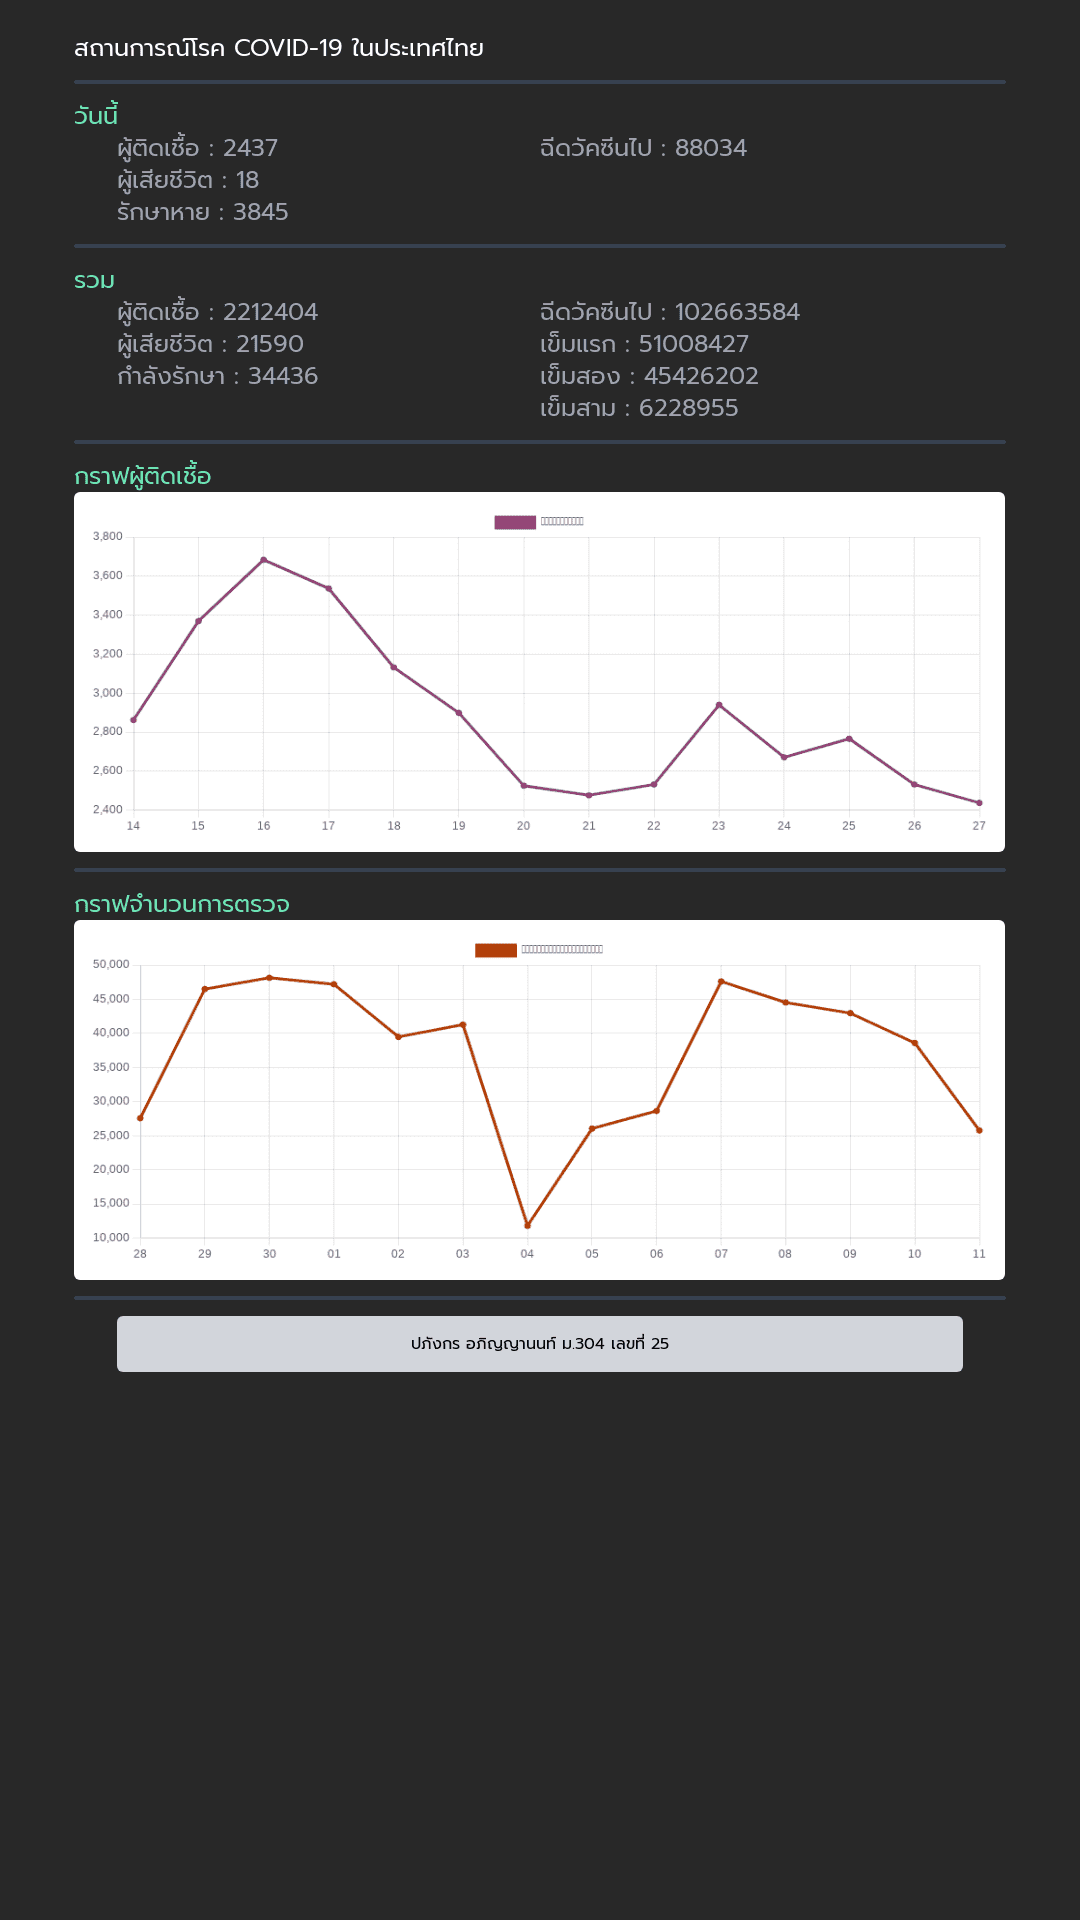 สถานการณ์โรค COVID-19 ในประเทศไทย
วันนี้
ผู้ติดเชื้อ : 2437
ผู้เสียชีวิต : 18
รักษาหาย : 3845
ฉีดวัคซีนไป : 88034
รวม
ผู้ติดเชื้อ : 2212404
ผู้เสียชีวิต : 21590
กำลังรักษา : 34436
ฉีดวัคซีนไป : 102663584
เข็มแรก : 51008427
เข็มสอง : 45426202
เข็มสาม : 6228955
กราฟผู้ติดเชื้อ
3,800
3,600
3,400
3,200
3,000
2,800
2,600
2,400
14 15 16 17 18 19 20 21 22 23 24 25 26 27
กราฟจำนวนการตรวจ
50,000
45,000
40,000
35,000
30,000
25,000
20,000
15,000
10,000
28 29 30 01 02 03 04 05 06 07 08 09 10 11
ปภังกร อภิญญานนท์ ม.304 เลขที่ 25